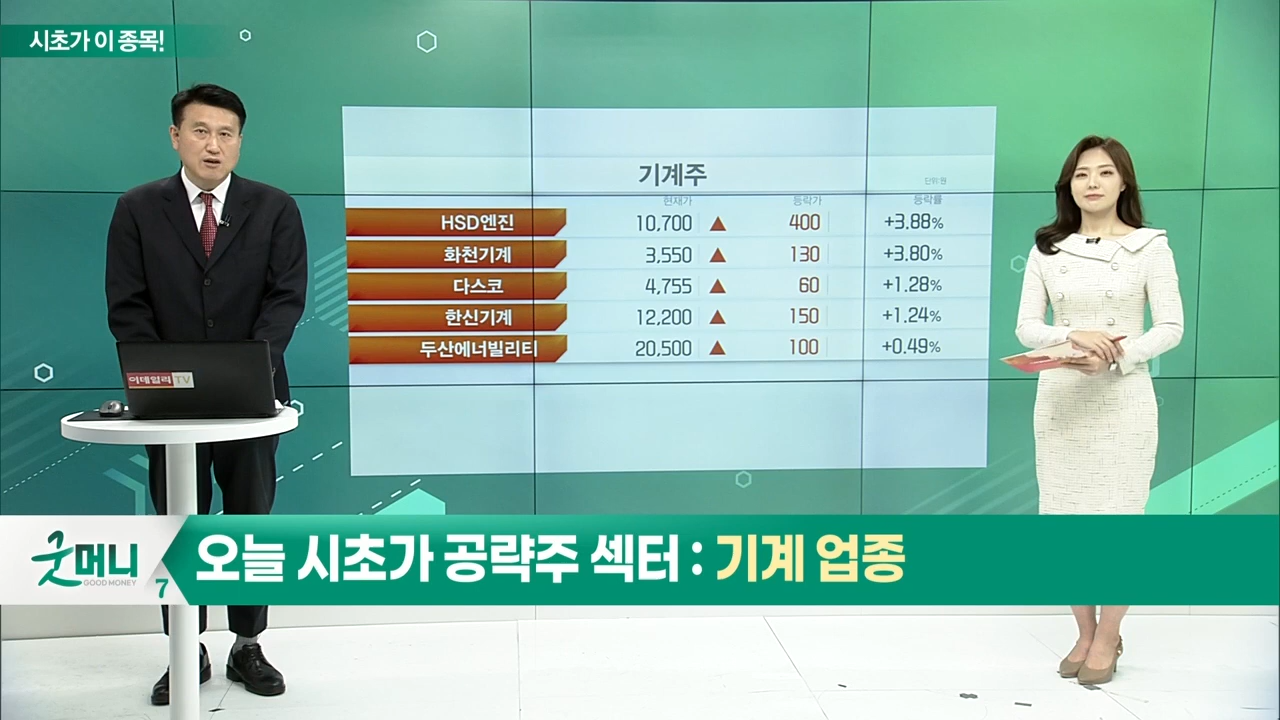 시초가 이 종목!
기계주
단위:원
현재가 등락가 등락률
HSD엔진 10,700 ▲ 400 +3.88%
화천기계 3,550 ▲ 130 +3.80%
다스코 4,755 ▲ 60 +1.28%
한신기계 12,200 ▲ 150 +1.24%
두산에너빌리티 20,500 ▲ 100 +0.49%
이데일리 TV
굿머니
GOOD MONEY
7
오늘 시초가 공략주 섹터 : 기계 업종